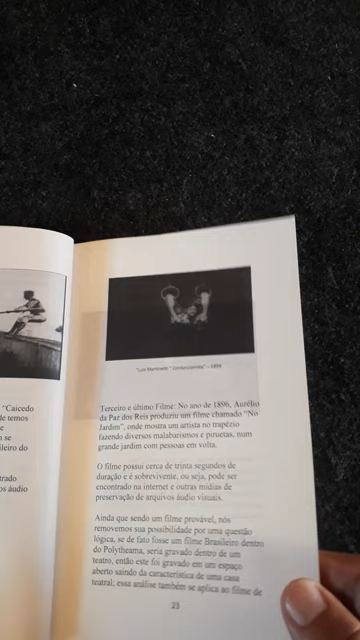 "Caicedo
de temos
e
m se
ileiro do
trado
os áudio
"Luis Martinetti " Contorcionista" – 1894
Terceiro e último Filme: No ano de 1896, Aurélio
da Paz dos Reis produziu um filme chamado "No
Jardim", onde mostra um artista no trapézio
fazendo diversos malabarismos e piruetas, num
grande jardim com pessoas em volta.
O filme possui cerca de trinta segundos de
duração e é sobrevivente, ou seja, pode ser
encontrado na internet e outras mídias de
preservação de arquivos áudio visuais.
Ainda que sendo um filme provável, nós
removemos sua possibilidade por uma questão
lógica, se de fato fosse um filme Brasileiro dentro
do Polytheama, seria gravado dentro de um
teatro, então este foi gravado em um espaço
aberto saindo da característica de uma casa
teatral; essa análise também se aplica ao filme de
23